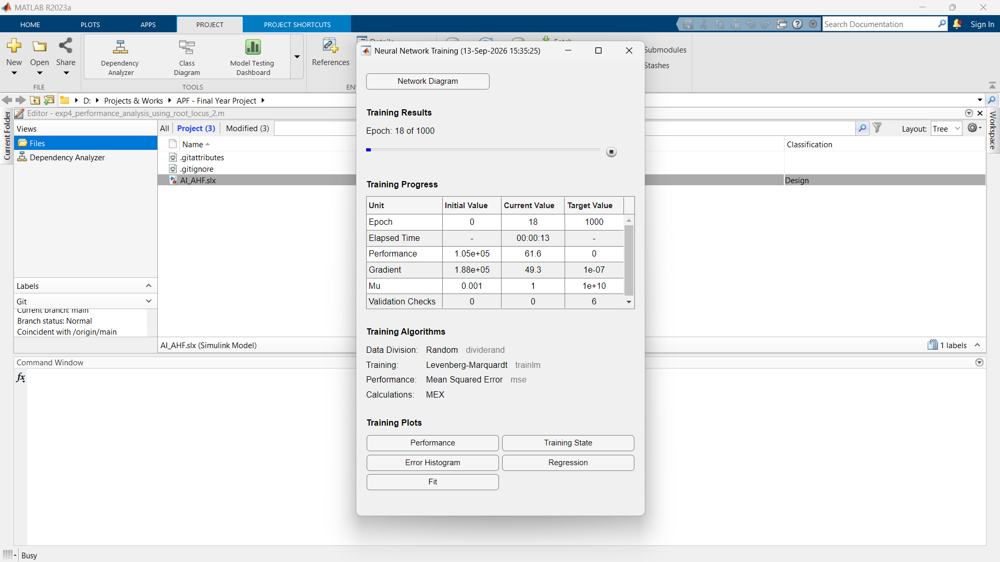 MATLAB R2023a
HOME PLOTS APPS PROJECT PROJECT SHORTCUTS
Search Documentation
Sign In
New
Open
Share
FILE
Dependency Analyzer
Class Diagram
Model Testing Dashboard
TOOLS
References
Submodules
Stashes
D: Projects & Works APF - Final Year Project
Editor - exp4_performance_analysis_using_root_locus_2.m
Current Folder
Workspace
Views
Files
Dependency Analyzer
All Project (3) Modified (3)
Layout: Tree
Name
Classification
.gitattributes
.gitignore
AI_AHF.slx
Design
Labels
Git
Current branch: main
Branch status: Normal
Coincident with /origin/main
AI_AHF.slx (Simulink Model)
1 labels
Command Window
fx
Busy
Neural Network Training (13-Sep-2026 15:35:25)
Network Diagram
Training Results
Epoch: 18 of 1000
Training Progress
Unit Initial Value Current Value Target Value
Epoch 0 18 1000
Elapsed Time - 00:00:13 -
Performance 1.05e+05 61.6 0
Gradient 1.88e+05 49.3 1e-07
Mu 0.001 1 1e+10
Validation Checks 0 0 6
Training Algorithms
Data Division: Random dividerand
Training: Levenberg-Marquardt trainlm
Performance: Mean Squared Error mse
Calculations: MEX
Training Plots
Performance
Training State
Error Histogram
Regression
Fit